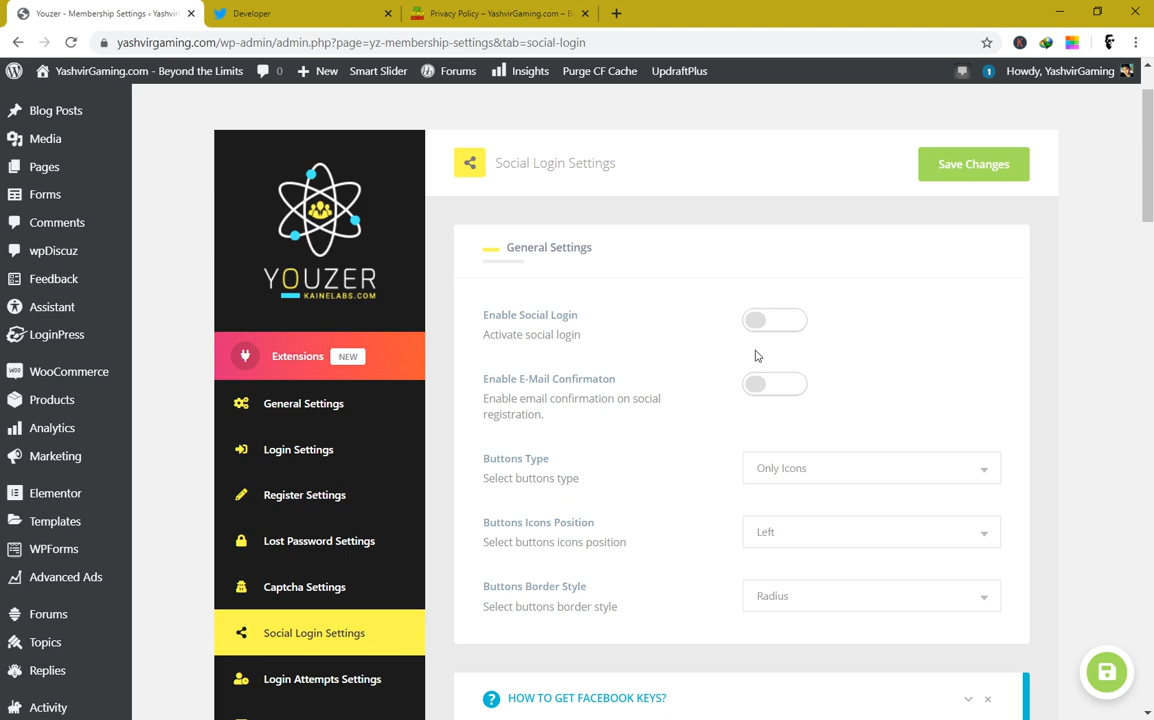 Youzer - Membership Settings ‹ Yashvir
Developer
Privacy Policy – YashvirGaming.com – B
yashvirgaming.com/wp-admin/admin.php?page=yz-membership-settings&tab=social-login
YashvirGaming.com - Beyond the Limits
0
New
Smart Slider
Forums
Insights
Purge CF Cache
UpdraftPlus
1
Howdy, YashvirGaming
Blog Posts
Media
Pages
Forms
Comments
wpDiscuz
Feedback
Assistant
LoginPress
WooCommerce
Products
Analytics
Marketing
Elementor
Templates
WPForms
Advanced Ads
Forums
Topics
Replies
Activity
YOUZER
KAINELABS.COM
Extensions NEW
General Settings
Login Settings
Register Settings
Lost Password Settings
Captcha Settings
Social Login Settings
Login Attempts Settings
Social Login Settings
Save Changes
General Settings
Enable Social Login
Activate social login
Enable E-Mail Confirmaton
Enable email confirmation on social
registration.
Buttons Type
Select buttons type
Only Icons
Buttons Icons Position
Select buttons icons position
Left
Buttons Border Style
Select buttons border style
Radius
HOW TO GET FACEBOOK KEYS?